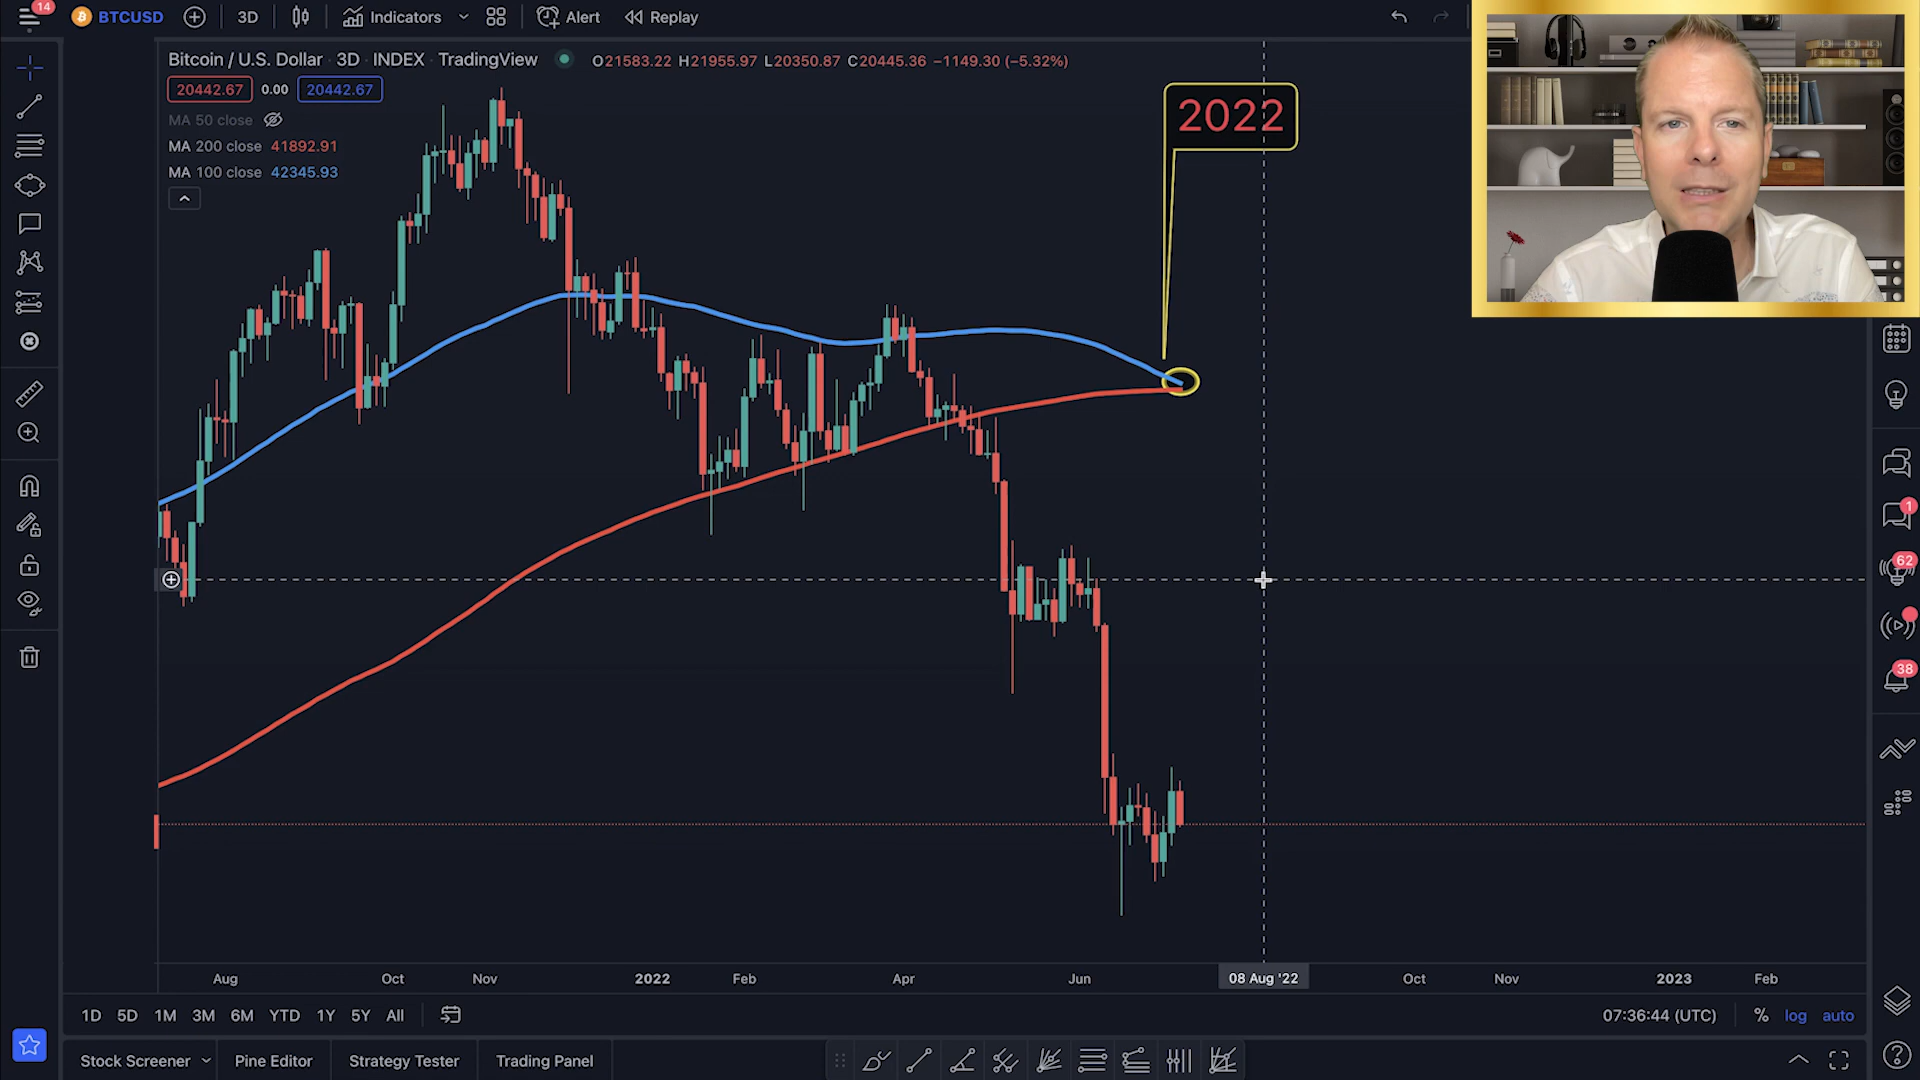 14
BTCUSD 3D Indicators Alert Replay
Bitcoin / U.S. Dollar · 3D · INDEX · TradingView O21583.22 H21955.97 L20350.87 C20445.36 −1149.30 (−5.32%)
20442.67 0.00 20442.67
MA 50 close
MA 200 close 41892.91
MA 100 close 42345.93
2022
1
62
38
Aug Oct Nov 2022 Feb Apr Jun 08 Aug '22 Oct Nov 2023 Feb
1D 5D 1M 3M 6M YTD 1Y 5Y All 07:36:44 (UTC) % log auto
Stock Screener Pine Editor Strategy Tester Trading Panel